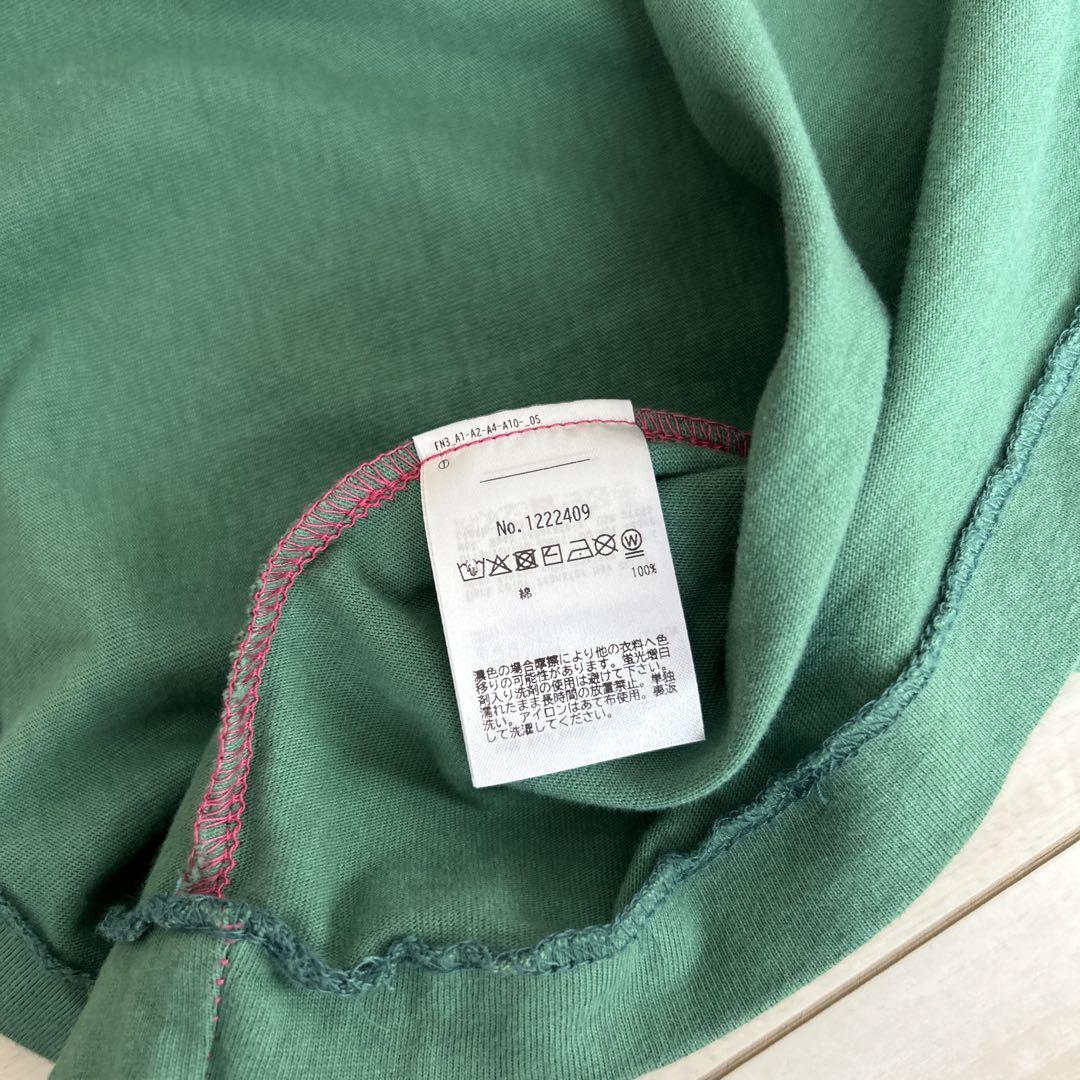 FN3_A1-A2-A4-A10-_05
①
No.1222409
W
綿 100%
濃色の場合摩擦により他の衣料へ色
移りの可能性があります。蛍光増白
剤入り洗剤の使用は避けて下さい。
濡れたまま長時間の放置禁止。単独
洗い。アイロンはあて布使用。裏返
して洗濯してください。